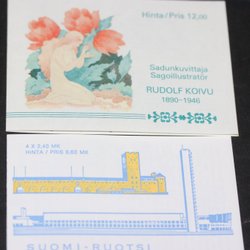 Hinta/Pris 12,00
Sadunkuvittaja
Sagoillustratör
RUDOLF KOIVU
1890-1946
4 X 2,40 MK
HINTA / PRIS 9,60 MK
SUOMI-RUOTSI